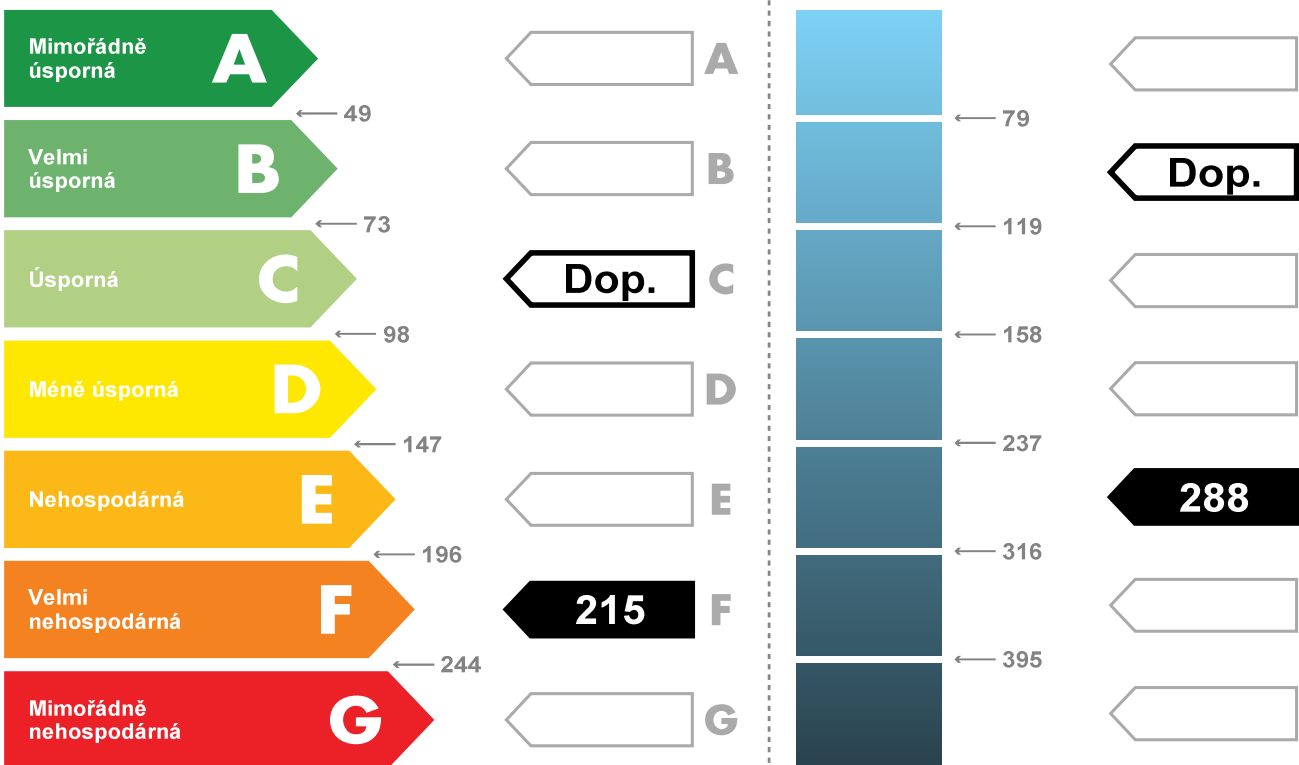 Mimořádně
úsporná
A
A
49
79
Velmi
úsporná
B
B
Dop.
73
119
Úsporná
C
Dop.
C
98
158
Méně úsporná
D
D
147
237
Nehospodárná
E
E
288
196
316
Velmi
nehospodárná
F
215
F
244
395
Mimořádně
nehospodárná
G
G